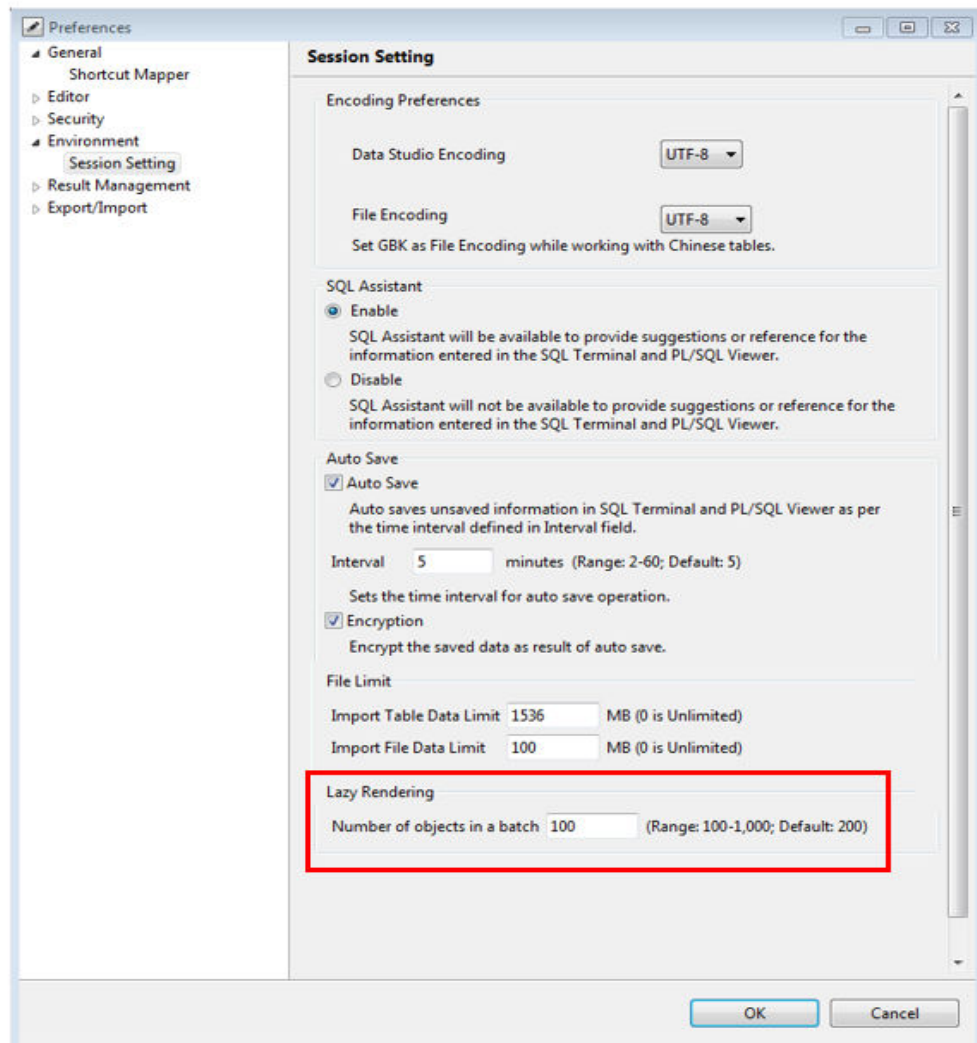 Preferences
General
Shortcut Mapper
Editor
Security
Environment
Session Setting
Result Management
Export/Import
Session Setting
Encoding Preferences
Data Studio Encoding UTF-8
File Encoding UTF-8
Set GBK as File Encoding while working with Chinese tables.
SQL Assistant
Enable
SQL Assistant will be available to provide suggestions or reference for the
information entered in the SQL Terminal and PL/SQL Viewer.
Disable
SQL Assistant will not be available to provide suggestions or reference for the
information entered in the SQL Terminal and PL/SQL Viewer.
Auto Save
Auto Save
Auto saves unsaved information in SQL Terminal and PL/SQL Viewer as per
the time interval defined in Interval field.
Interval 5 minutes (Range: 2-60; Default: 5)
Sets the time interval for auto save operation.
Encryption
Encrypt the saved data as result of auto save.
File Limit
Import Table Data Limit 1536 MB (0 is Unlimited)
Import File Data Limit 100 MB (0 is Unlimited)
Lazy Rendering
Number of objects in a batch 100 (Range: 100-1,000; Default: 200)
OK Cancel